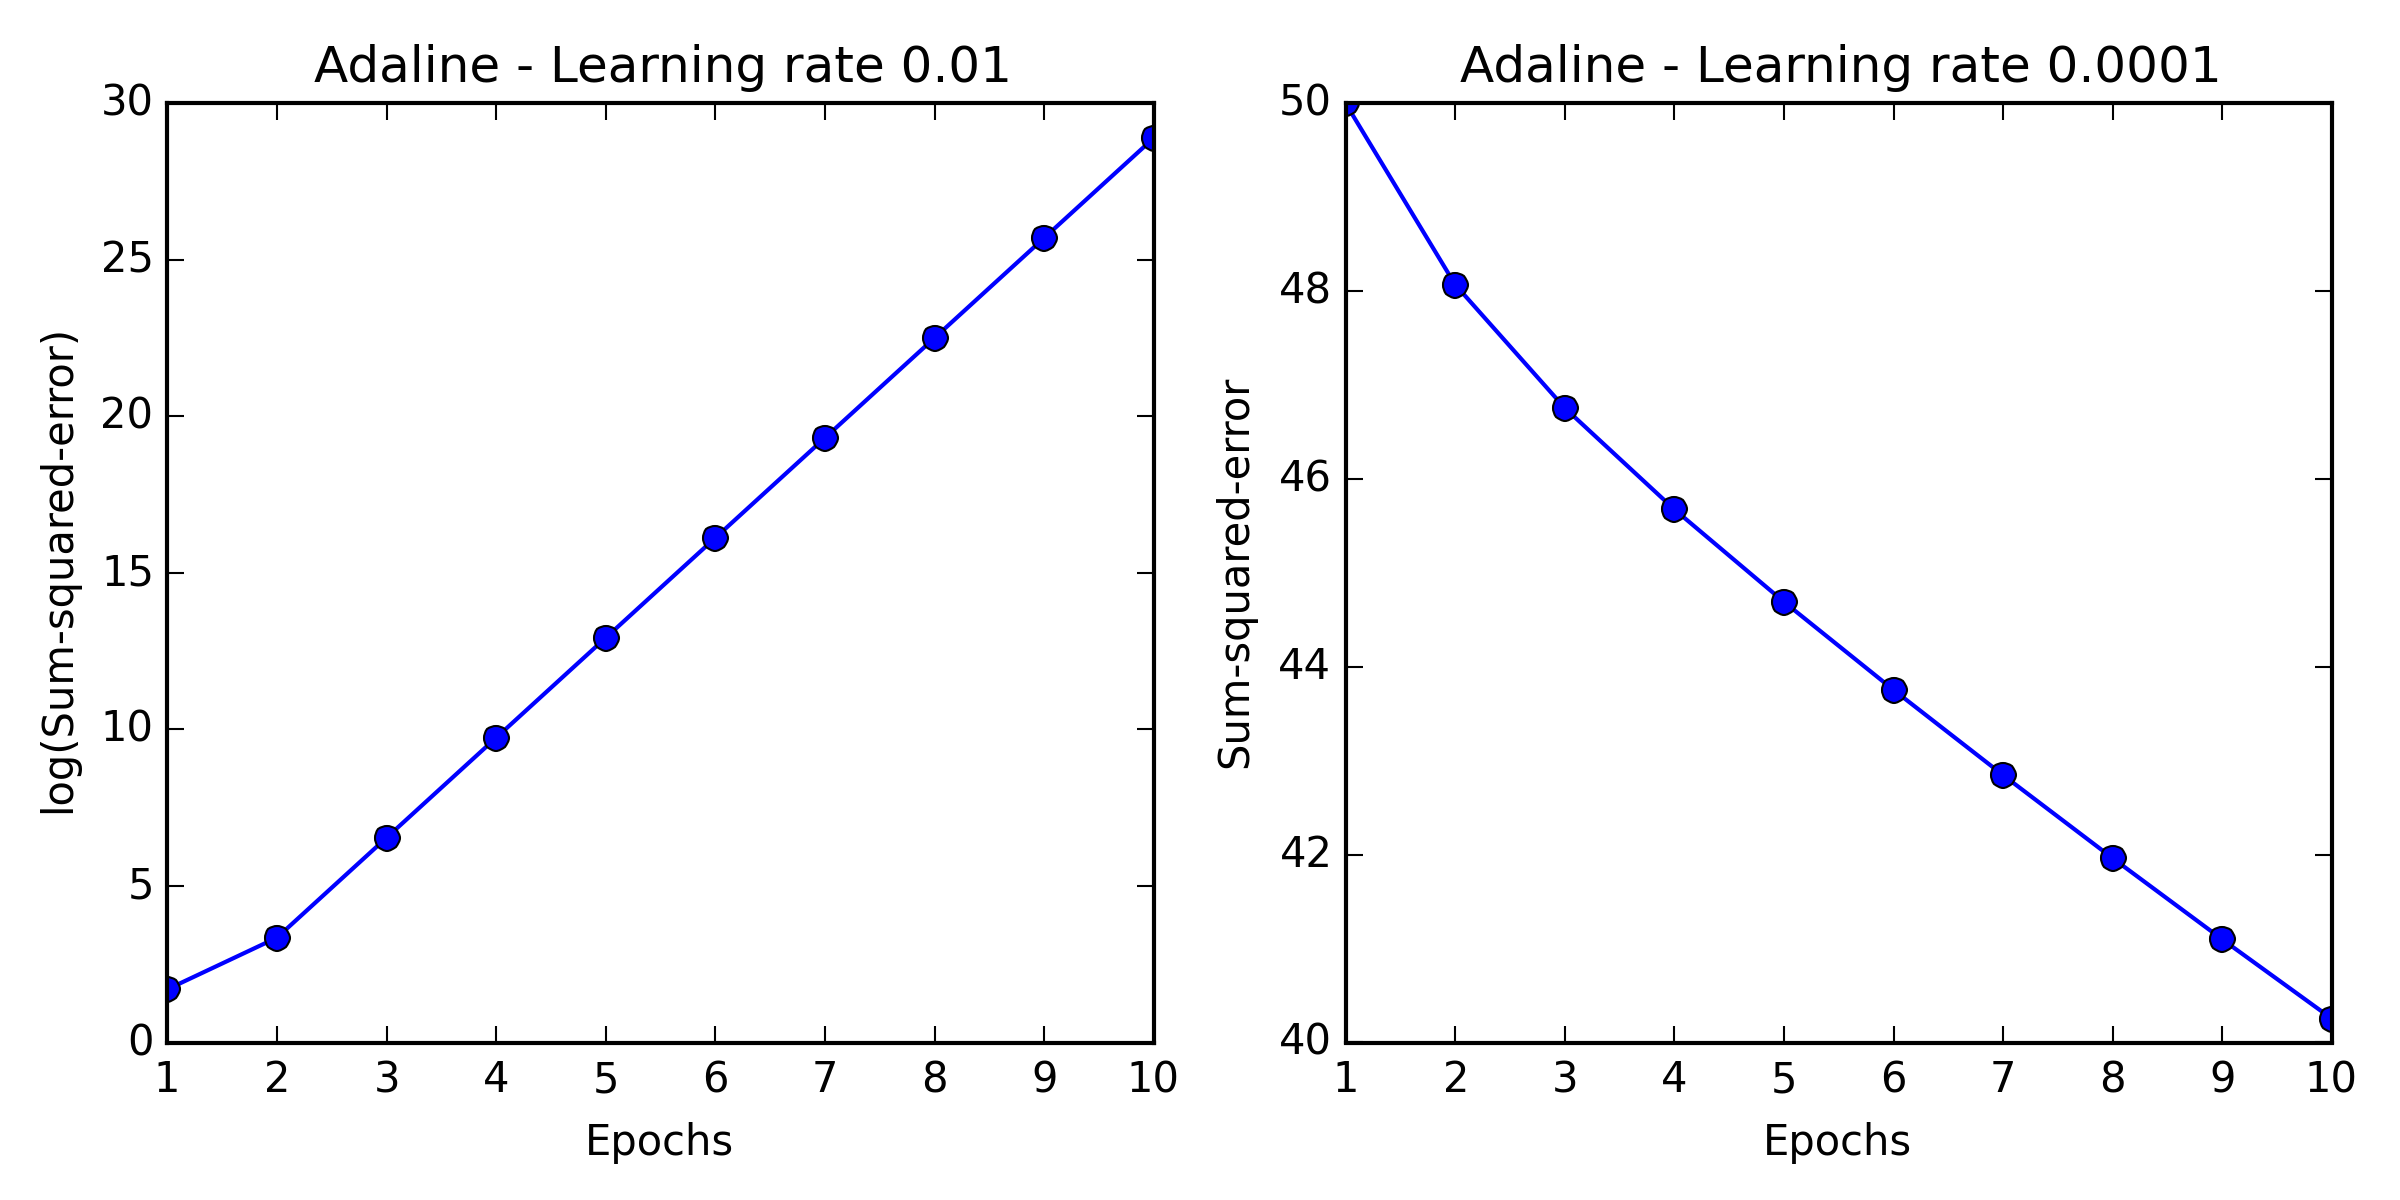 Adaline - Learning rate 0.01
30
25
20
15
10
5
0
log(Sum-squared-error)
1 2 3 4 5 6 7 8 9 10
Epochs
Adaline - Learning rate 0.0001
50
48
46
44
42
40
Sum-squared-error
1 2 3 4 5 6 7 8 9 10
Epochs